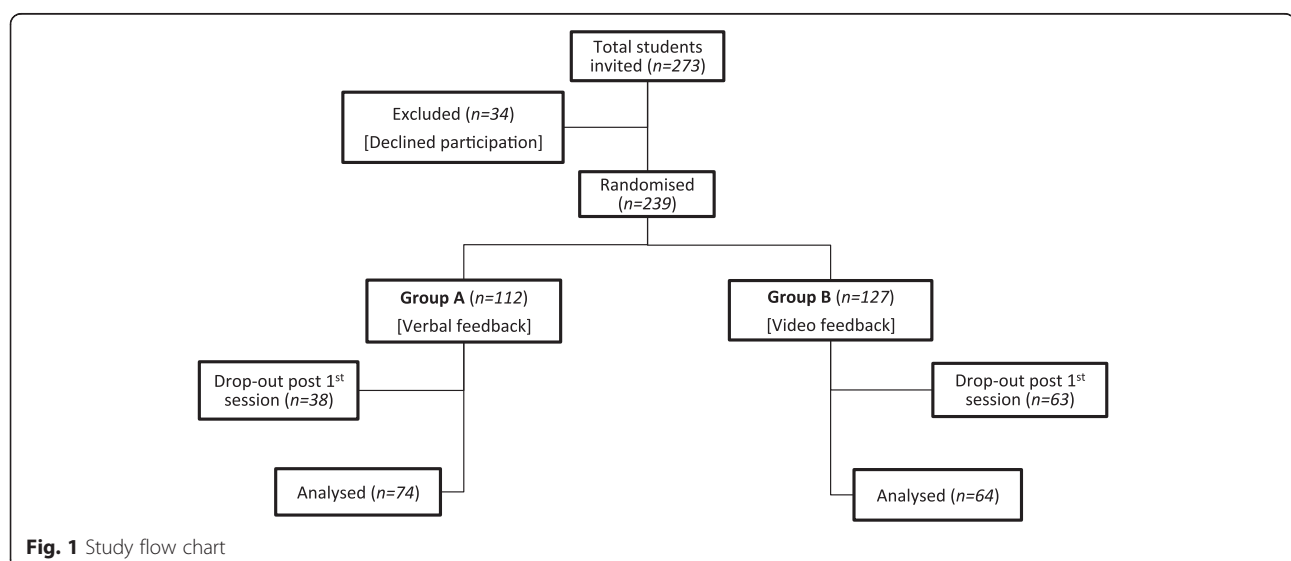 Total students
invited (n=273)
Excluded (n=34)
[Declined participation]
Randomised
(n=239)
Group A (n=112)
[Verbal feedback]
Group B (n=127)
[Video feedback]
Drop-out post 1st
session (n=38)
Drop-out post 1st
session (n=63)
Analysed (n=74)
Analysed (n=64)
Fig. 1 Study flow chart